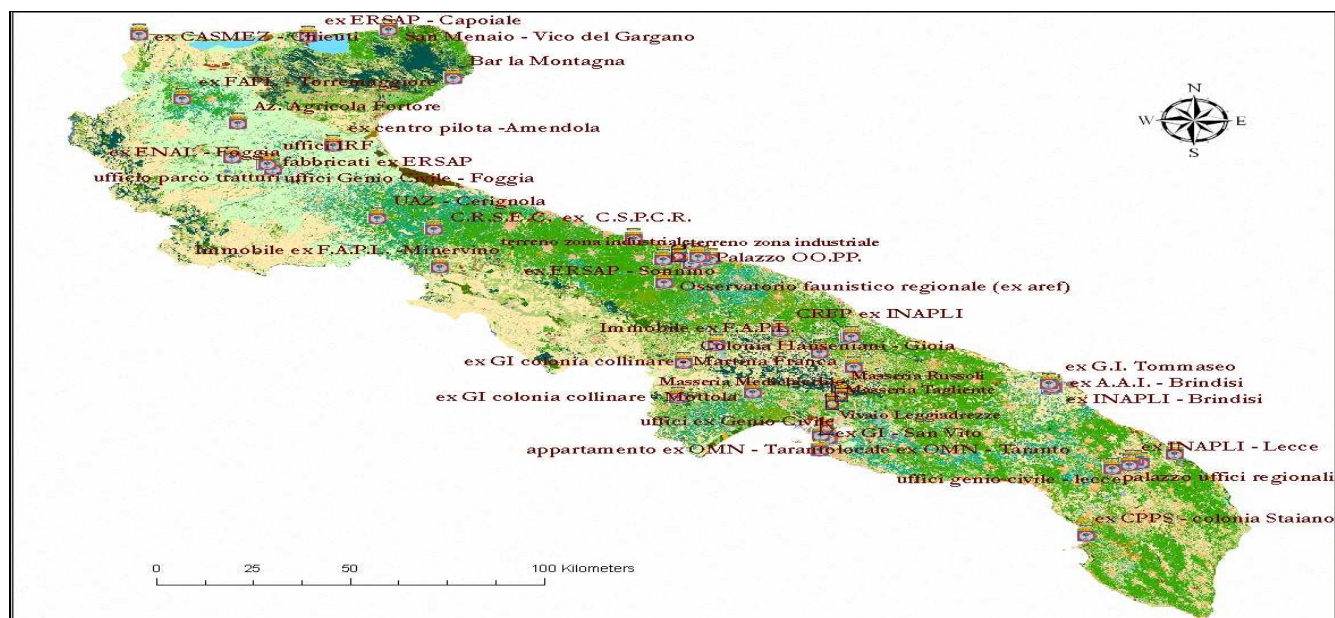 ex ERSAP - Capoiale
ex CASMEZ - Chieuti
San Menaio - Vico del Gargano
Bar la Montagna
ex FAPL - Torremaggiore
Az. Agricola Fortore
ex centro pilota -Amendola
uffici IRF
ex ENAL - Foggia
fabbricati ex ERSAP
ufficio parco tratturi
uffici Genio Civile - Foggia
UAZ - Cerignola
C.R.S.E.C. ex C.S.P.C.R.
terreno zona industriale
terreno zona industriale
Immobile ex F.A.P.L. - Minervino
Palazzo OO.PP.
ex ERSAP - Sonnino
Osservatorio faunistico regionale (ex aref)
CRFP ex INAPLI
Immobile ex F.A.P.L.
Colonia Hanseniani - Gioia
ex GI colonia collinare - Martina Franca
ex G.I. Tommaseo
Masseria Russoli
Masseria
ex A.A.I. - Brindisi
Masseria Tagliente
ex GI colonia collinare - Mottola
ex INAPLI - Brindisi
Vivaio Leggiadrezze
uffici ex Genio Civile
ex GI - San Vito
appartamento ex OMN - Taranto
locale ex OMN - Taranto
ex INAPLI - Lecce
uffici genio civile - lecce
palazzo uffici regionali
ex CPPS - colonia Staiano
N
W
E
S
0
25
50
100 Kilometers